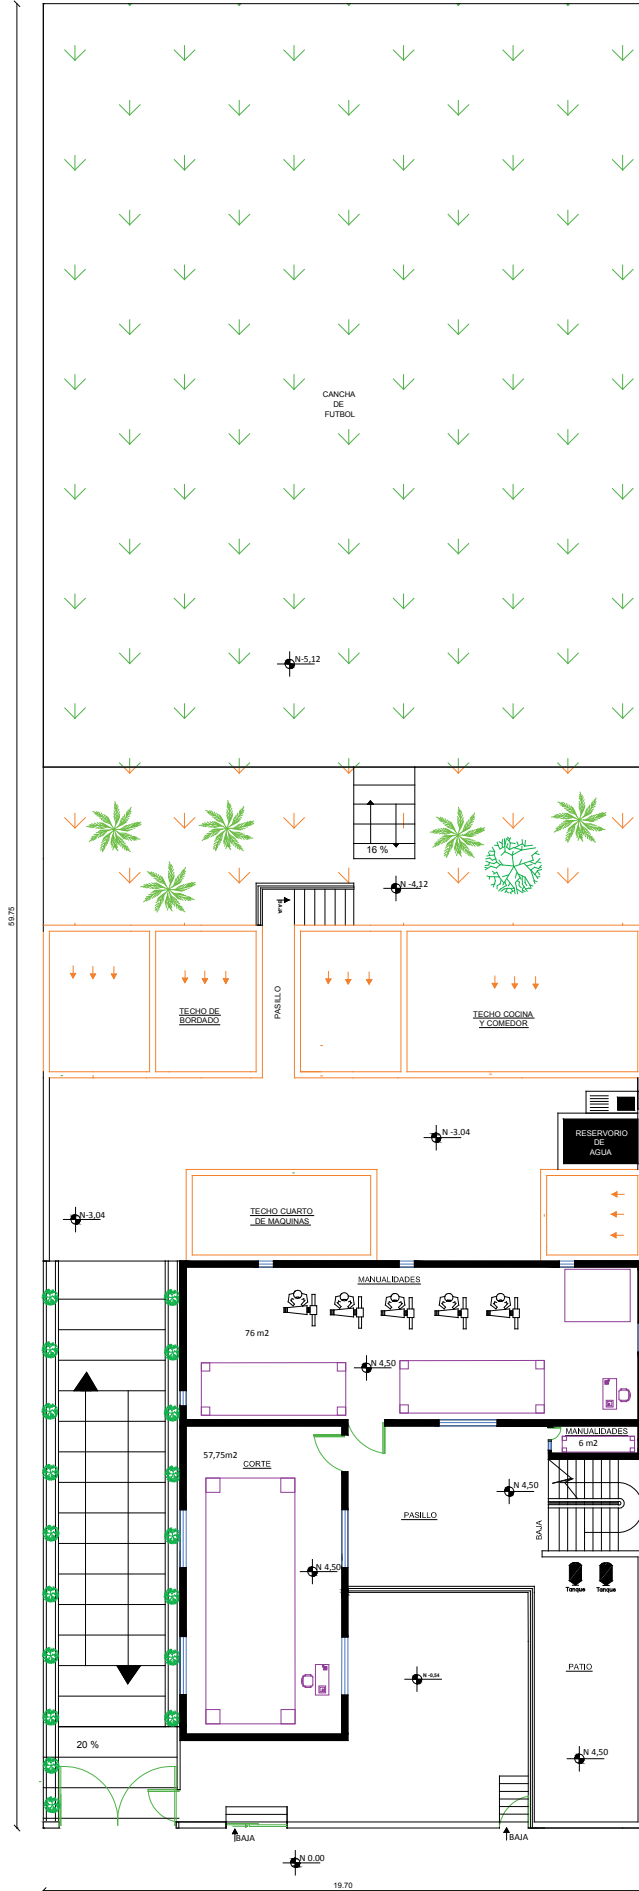 CANCHA
DE
FUTBOL
N-5,12
16 %
N -4,12
BAJA
59.75
PASILLO
TECHO DE
BORDADO
TECHO COCINA
Y COMEDOR
N -3.04
RESERVORIO
DE
AGUA
N-3,04
TECHO CUARTO
DE MAQUINAS
MANUALIDADES
76 m2
N 4,50
MANUALIDADES
6 m2
57,75m2
CORTE
N 4,50
PASILLO
BAJA
N 4,50
Tanque
Tanque
PATIO
N -0,54
N 4,50
20 %
BAJA
BAJA
N 0.00
19.70